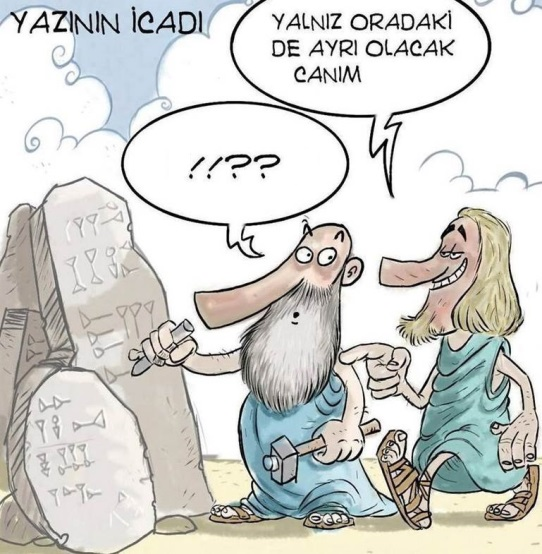 YAZININ İCADI
YALNIZ ORADAKİ
DE AYRI OLACAK
CANIM
!!??